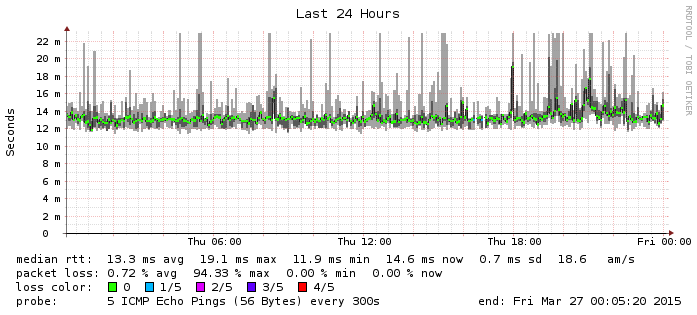 Last 24 Hours
RRDTOOL / TOBI OETIKER
Seconds
22 m
20 m
18 m
16 m
14 m
12 m
10 m
8 m
6 m
4 m
2 m
0
Thu 06:00 Thu 12:00 Thu 18:00 Fri 00:00
median rtt: 13.3 ms avg 19.1 ms max 11.9 ms min 14.6 ms now 0.7 ms sd 18.6 am/s
packet loss: 0.72 % avg 94.33 % max 0.00 % min 0.00 % now
loss color: 0 1/5 2/5 3/5 4/5
probe: 5 ICMP Echo Pings (56 Bytes) every 300s end: Fri Mar 27 00:05:20 2015